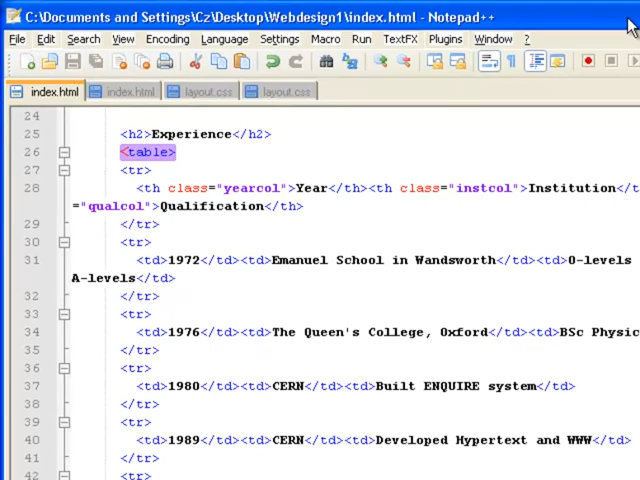 C:\Documents and Settings\Cz\Desktop\Webdesign1\index.html - Notepad++
File Edit Search View Encoding Language Settings Macro Run TextFX Plugins Window ?
index.html index.html layout.css layout.css
24
25 <h2>Experience</h2>
26 <table>
27 <tr>
28 <th class="yearcol">Year</th><th class="instcol">Institution</t
="qualcol">Qualification</th>
29 </tr>
30 <tr>
31 <td>1972</td><td>Emanuel School in Wandsworth</td><td>O-levels
A-levels</td>
32 </tr>
33 <tr>
34 <td>1976</td><td>The Queen's College, Oxford</td><td>BSc Physic
35 </tr>
36 <tr>
37 <td>1980</td><td>CERN</td><td>Built ENQUIRE system</td>
38 </tr>
39 <tr>
40 <td>1989</td><td>CERN</td><td>Developed Hypertext and WWW</td>
41 </tr>
42 <tr>